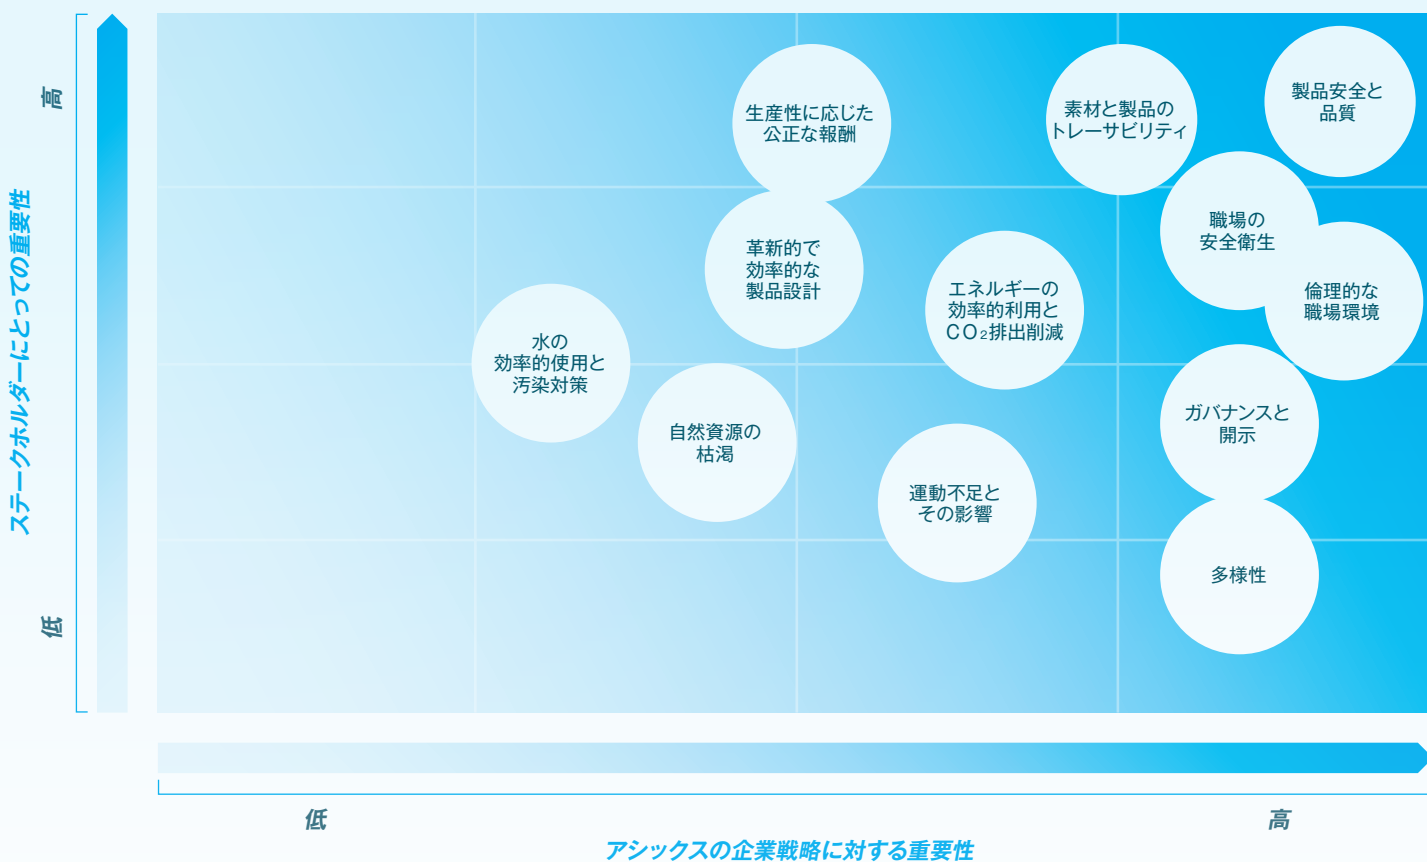 高
ステークホルダーにとっての重要性
低
生産性に応じた
公正な報酬
素材と製品の
トレーサビリティ
製品安全と
品質
職場の
安全衛生
革新的で
効率的な
製品設計
エネルギーの
効率的利用と
CO₂排出削減
倫理的な
職場環境
水の
効率的使用と
汚染対策
自然資源の
枯渇
ガバナンスと
開示
運動不足と
その影響
多様性
低
高
アシックスの企業戦略に対する重要性